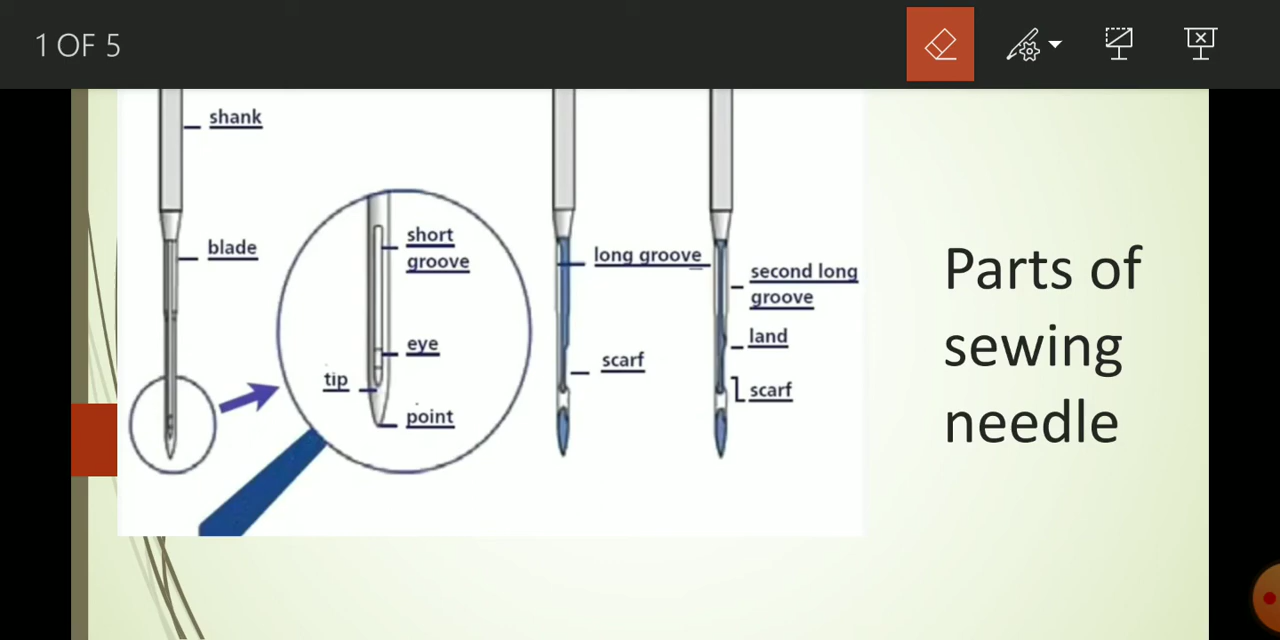 1 OF 5
shank
blade
short
groove
eye
tip
point
long groove
scarf
second long
groove
land
scarf
Parts of
sewing
needle